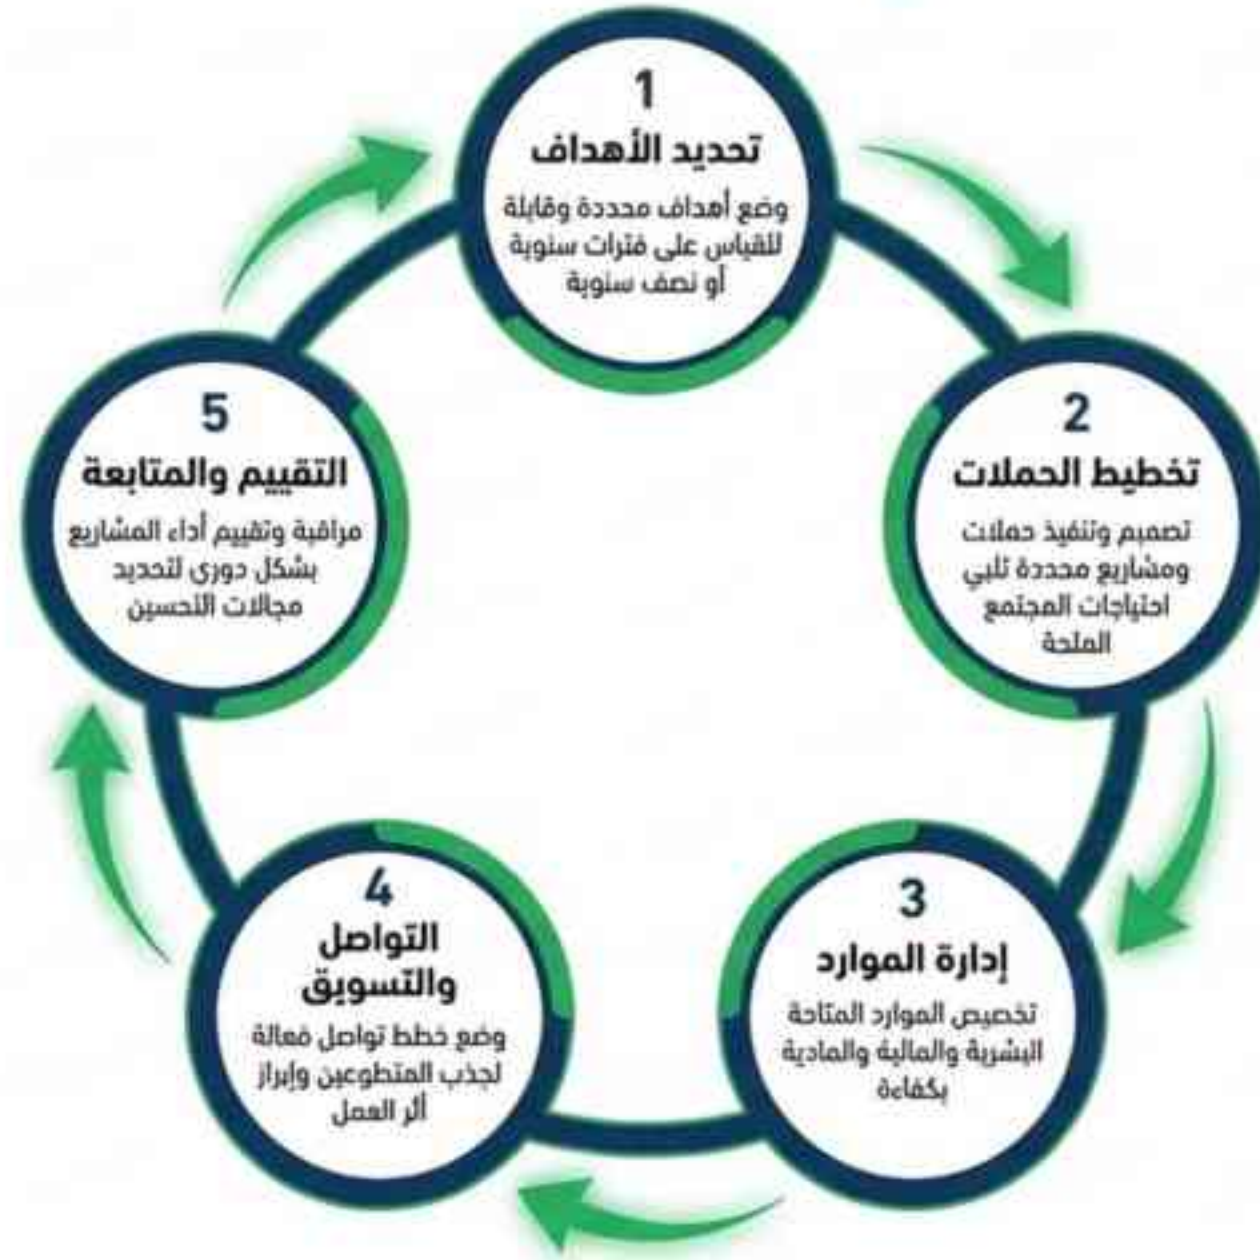 1
تحديد الأهداف
وضع أهداف محددة وقابلة
للقياس على فترات سنوية
أو نصف سنوية
2
تخطيط الحملات
تصميم وتنفيذ حملات
ومشاريع محددة تلبي
احتياجات المجتمع
الملحة
3
إدارة الموارد
تخصيص الموارد المتاحة
البشرية والمالية والمادية
بكفاءة
4
التواصل
والتسويق
وضع خطط تواصل فعالة
لجذب المتطوعين وإبراز
أثر العمل
5
التقييم والمتابعة
مراقبة وتقييم أداء المشاريع
بشكل دوري لتحديد
مجالات التحسين